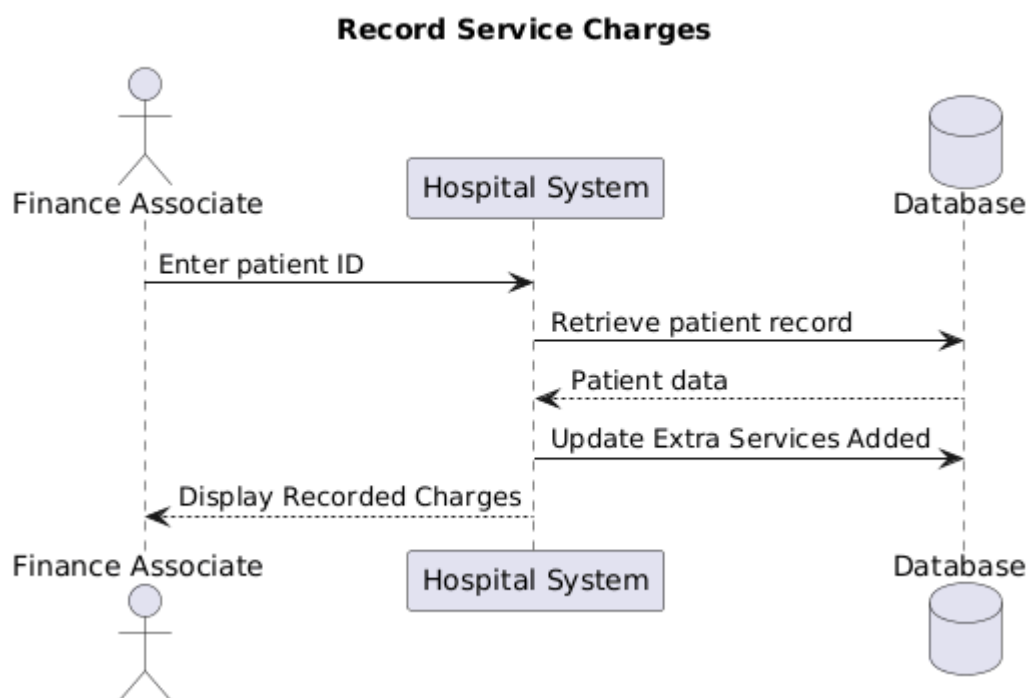 Record Service Charges
Finance Associate
Hospital System
Database
Enter patient ID
Retrieve patient record
Patient data
Update Extra Services Added
Display Recorded Charges
Finance Associate
Hospital System
Database